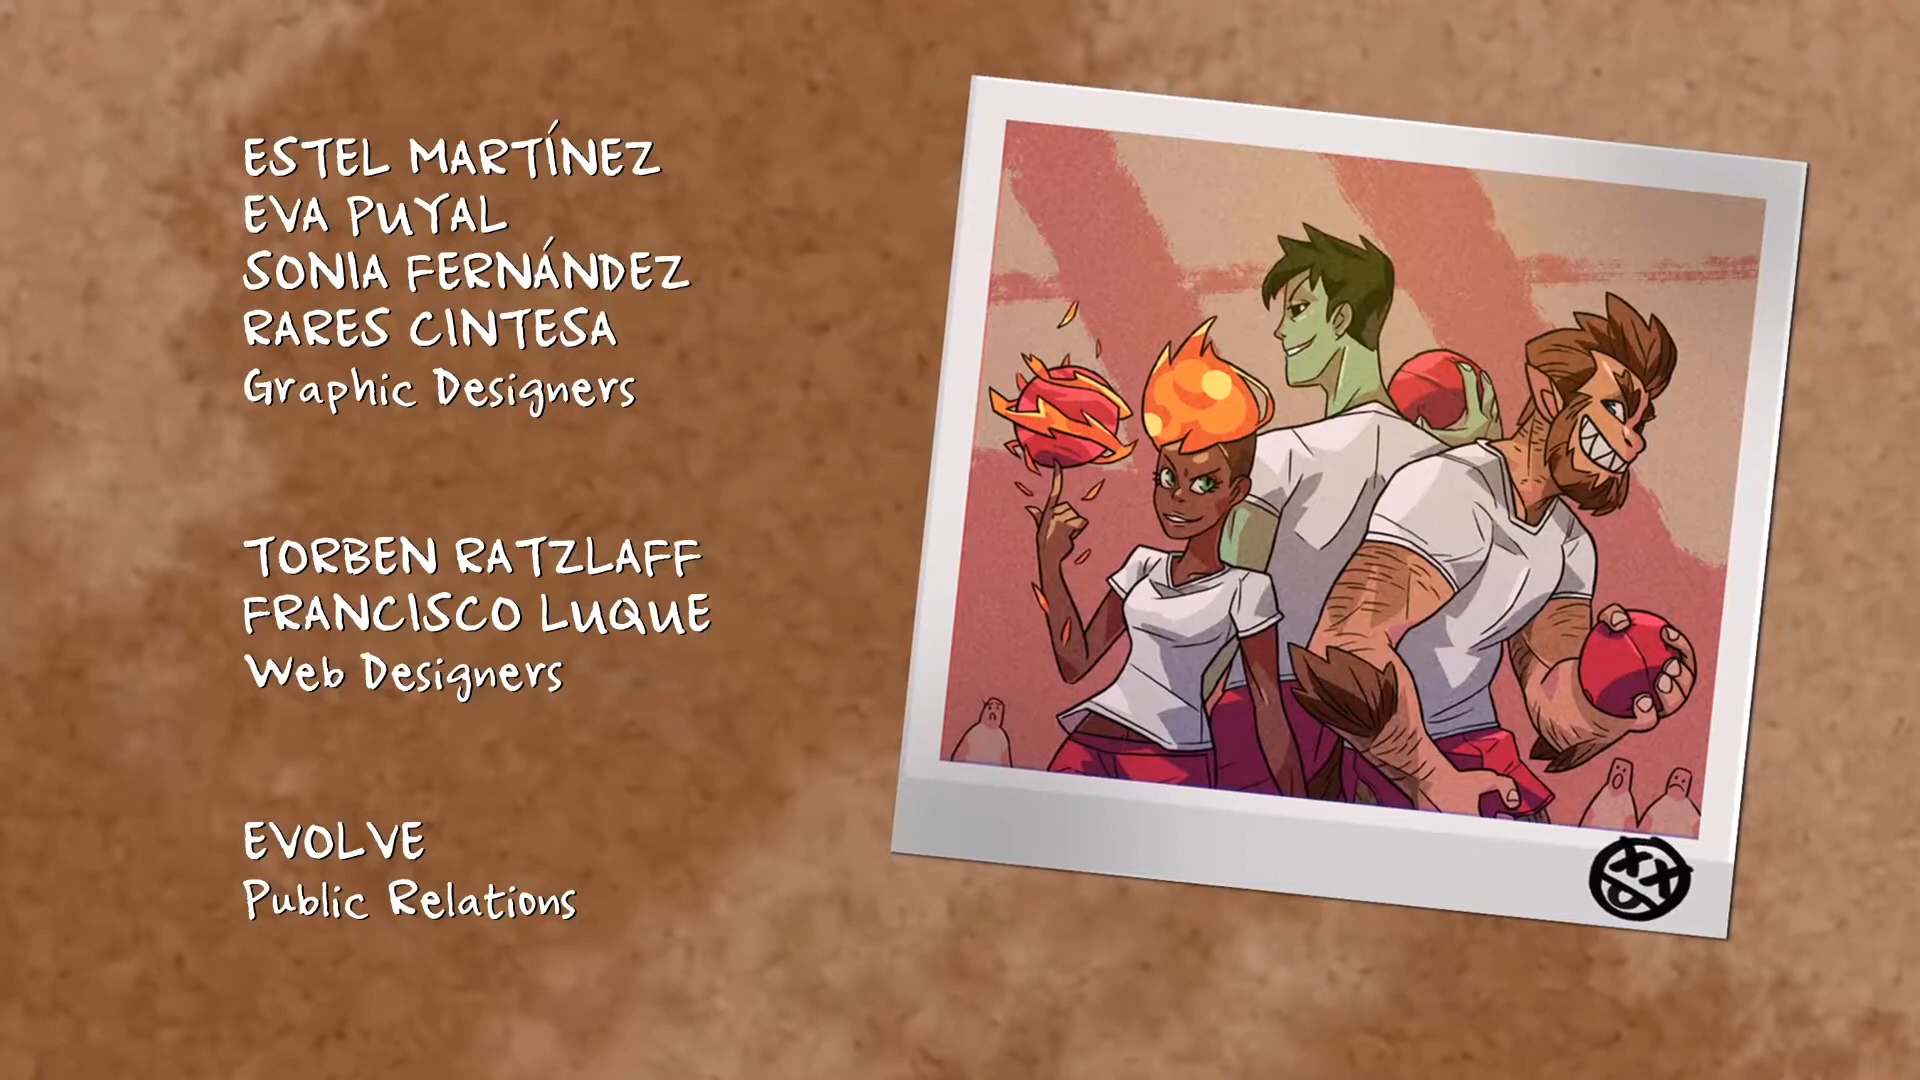 ESTEL MARTÍNEZ
EVA PUYAL
SONIA FERNÁNDEZ
RARES CINTESA
Graphic Designers
TORBEN RATZLAFF
FRANCISCO LUQUE
Web Designers
EVOLVE
Public Relations